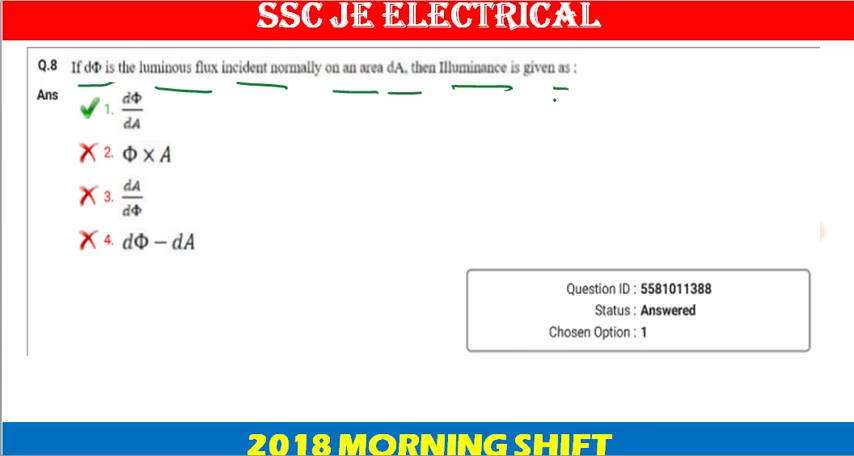 SSC JE ELECTRICAL
Q.8 If dΦ is the luminous flux incident normally on an area dA, then Illuminance is given as :
Ans 1. dΦ/dA
2. Φ × A
3. dA/dΦ
4. dΦ – dA
Question ID : 5581011388
Status : Answered
Chosen Option : 1
2018 MORNING SHIFT